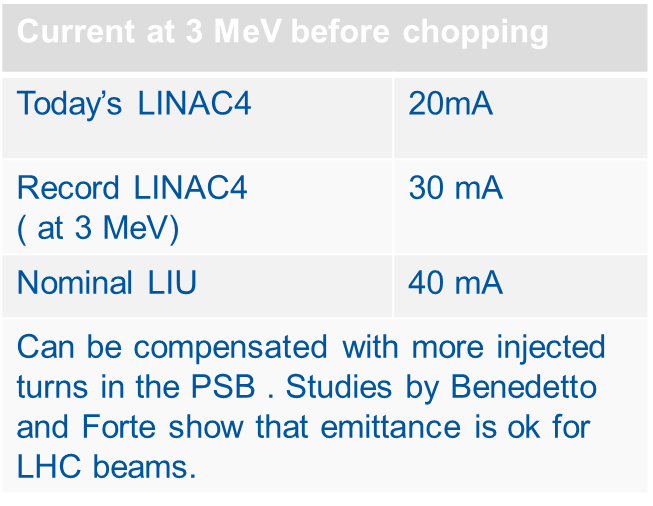 Current at 3 MeV before chopping
Today's LINAC4 20mA
Record LINAC4 30 mA
( at 3 MeV)
Nominal LIU 40 mA
Can be compensated with more injected
turns in the PSB . Studies by Benedetto
and Forte show that emittance is ok for
LHC beams.